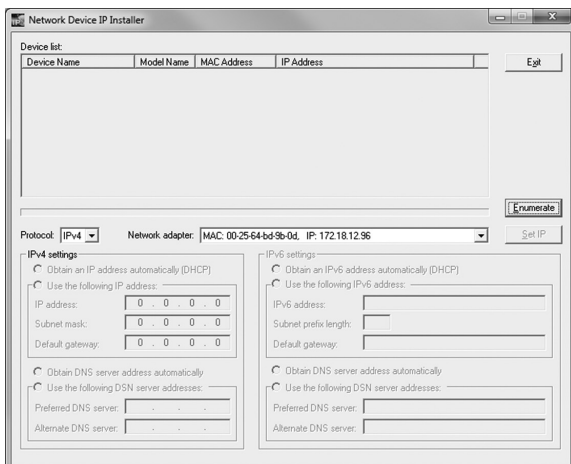 Network Device IP Installer
Device list:
Device Name Model Name MAC Address IP Address
Exit
Enumerate
Protocol: IPv4 Network adapter: MAC: 00-25-64-bd-9b-0d, IP: 172.18.12.96 Set IP
IPv4 settings
Obtain an IP address automatically (DHCP)
Use the following IP address:
IP address: 0 . 0 . 0 . 0
Subnet mask: 0 . 0 . 0 . 0
Default gateway: 0 . 0 . 0 . 0
Obtain DNS server address automatically
Use the following DSN server addresses:
Preferred DNS server: . . .
Alternate DNS server: . . .
IPv6 settings
Obtain an IPv6 address automatically (DHCP)
Use the following IPv6 address:
IPv6 address:
Subnet prefix length:
Default gateway:
Obtain DNS server address automatically
Use the following DSN server addresses:
Preferred DNS server:
Alternate DNS server: